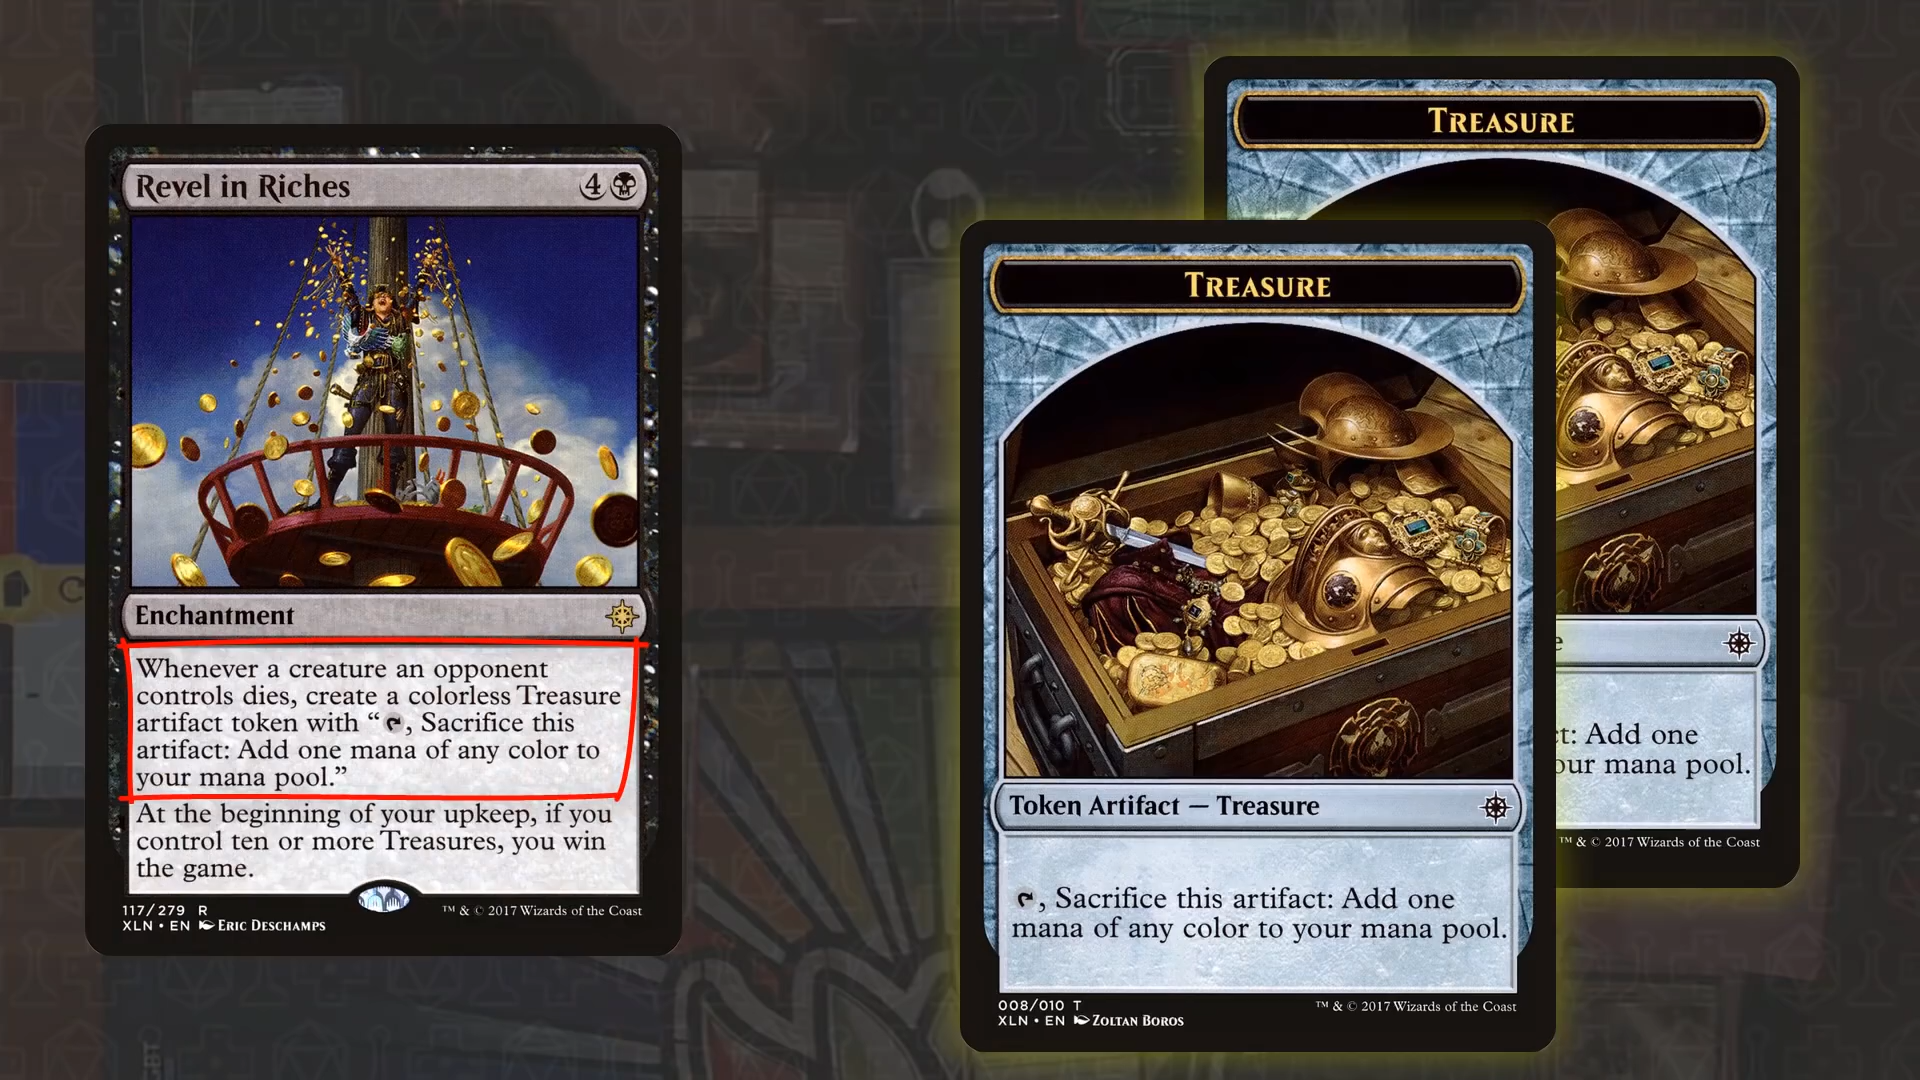 Revel in Riches
4
Enchantment
Whenever a creature an opponent
controls dies, create a colorless Treasure
artifact token with “, Sacrifice this
artifact: Add one mana of any color to
your mana pool.”
At the beginning of your upkeep, if you
control ten or more Treasures, you win
the game.
117/279 R
XLN • EN Eric Deschamps
™ & © 2017 Wizards of the Coast
Treasure
Token Artifact — Treasure
, Sacrifice this artifact: Add one
mana of any color to your mana pool.
008/010 T
XLN • EN Zoltan Boros
™ & © 2017 Wizards of the Coast
Treasure
e
ct: Add one
our mana pool.
™ & © 2017 Wizards of the Coast